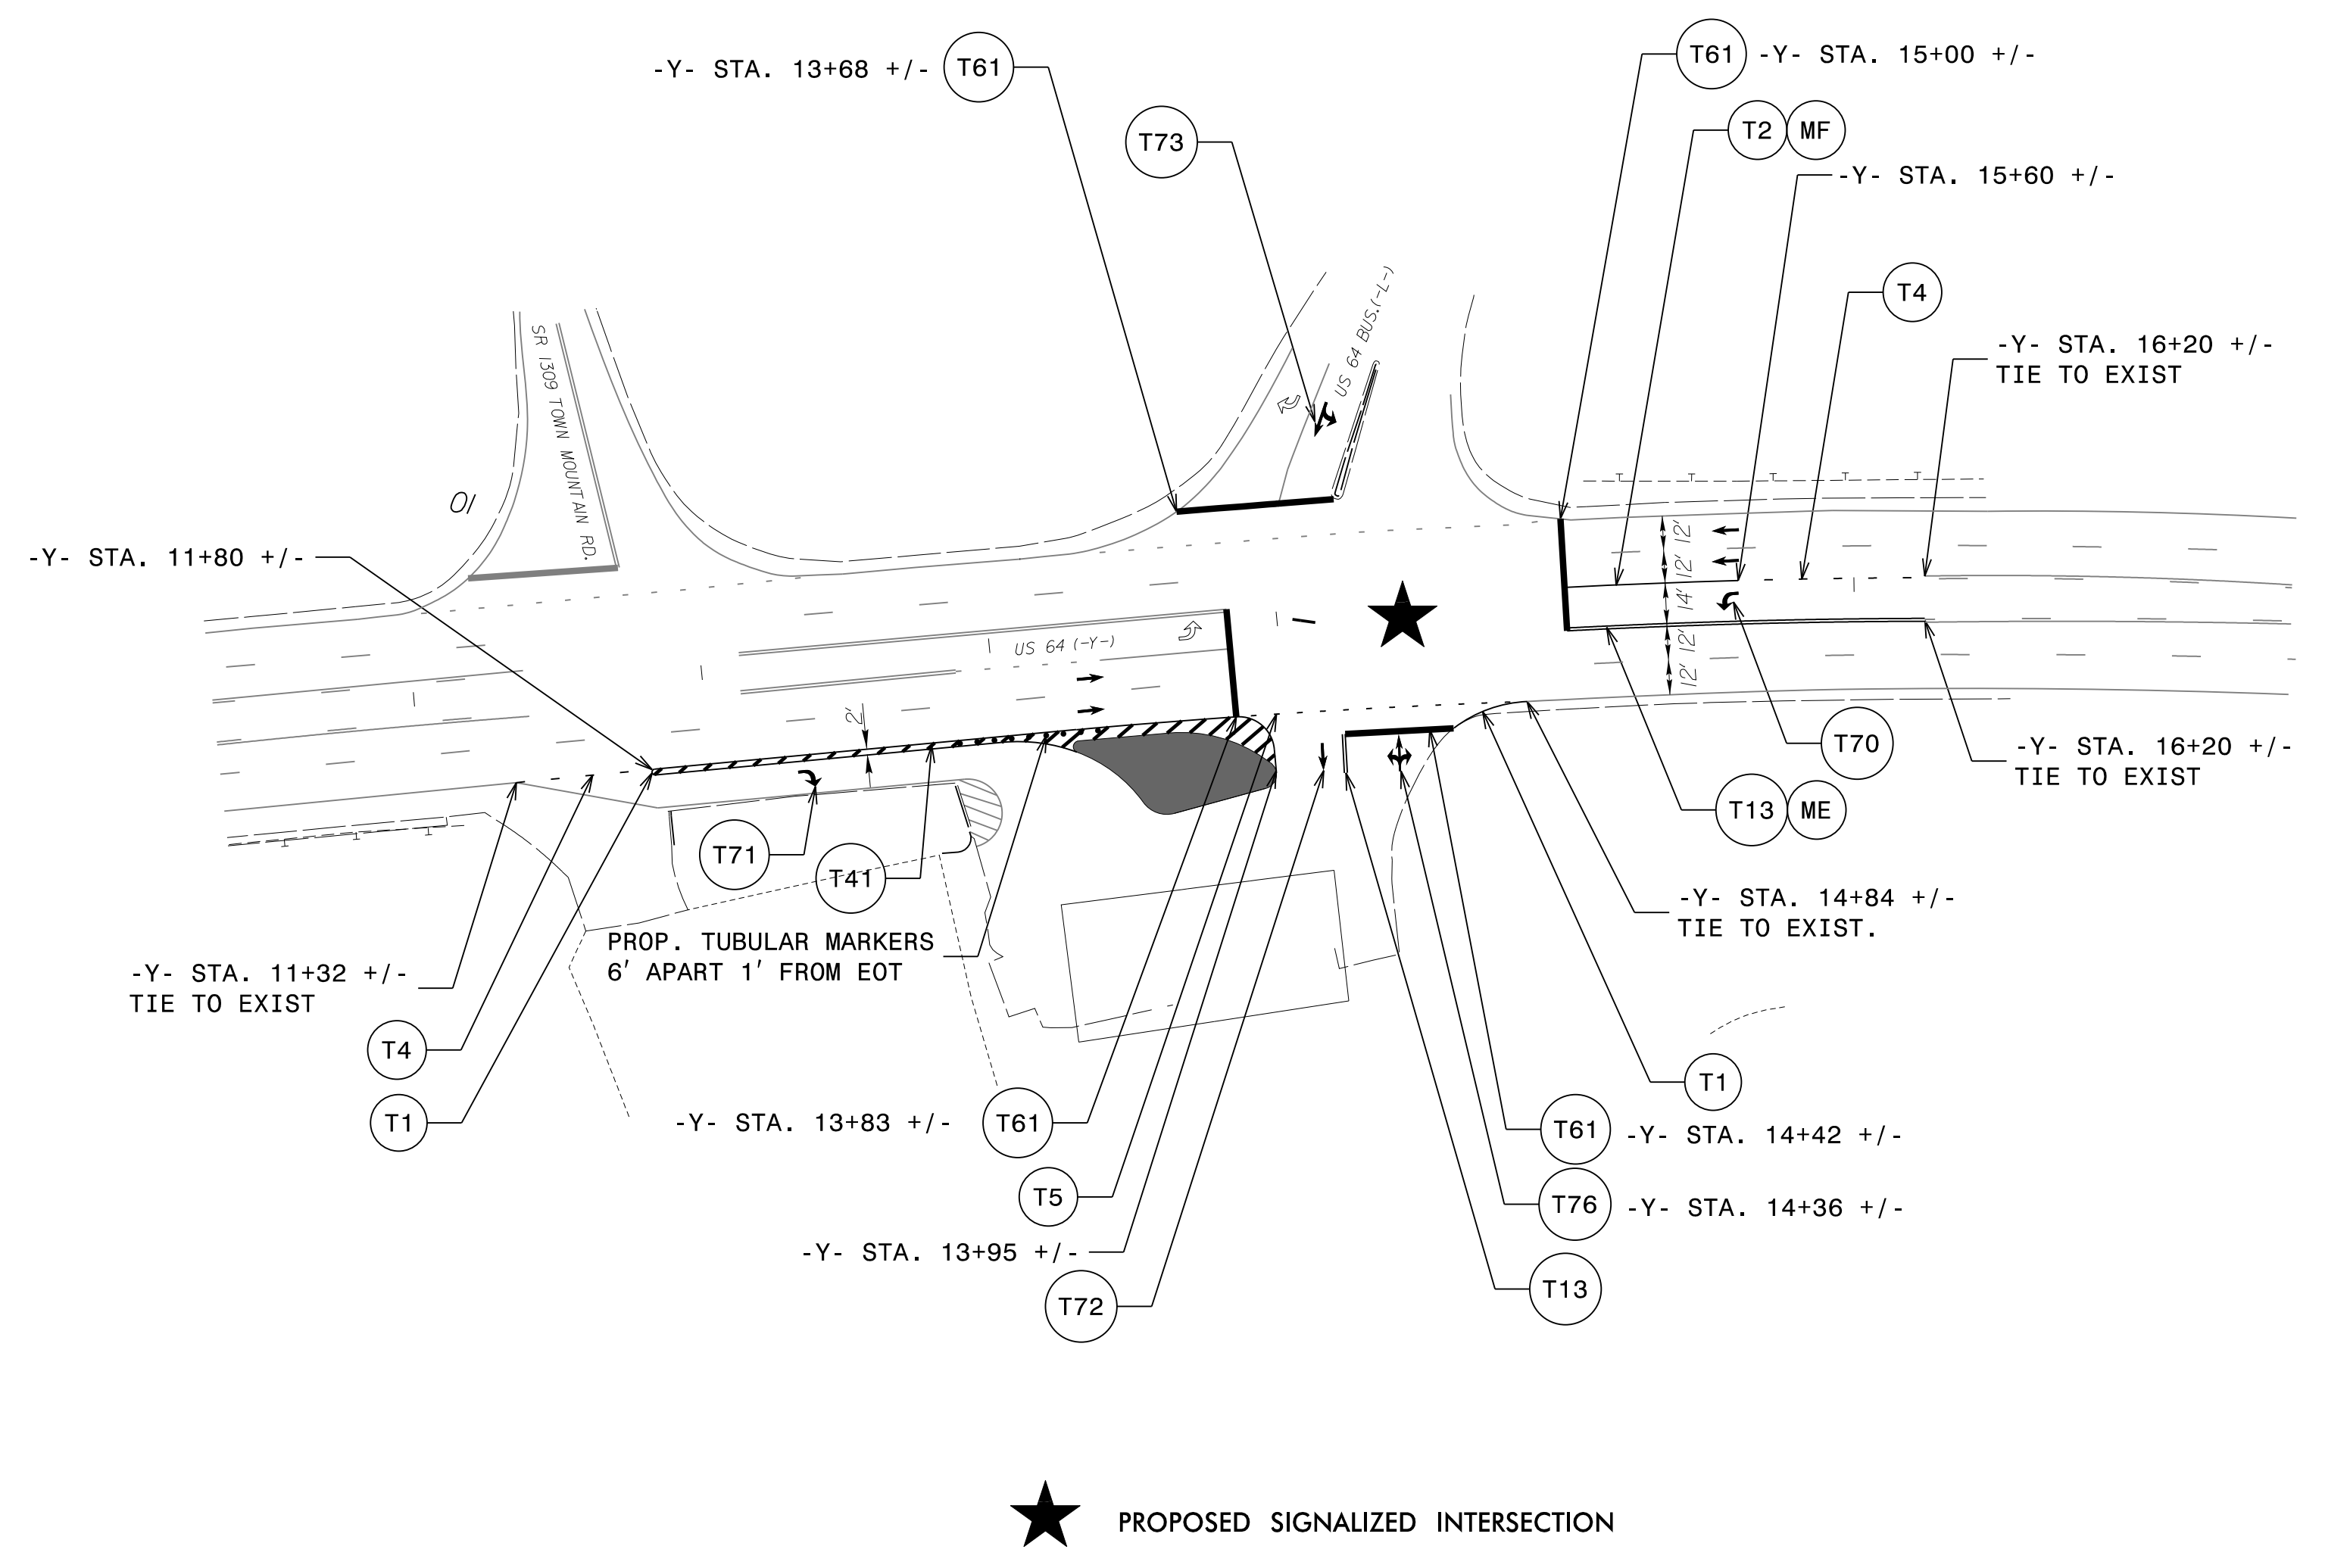 -Y- STA. 13+68 +/-
T61
T73
T61
-Y- STA. 15+00 +/-
T2
MF
-Y- STA. 15+60 +/-
T4
-Y- STA. 16+20 +/-
TIE TO EXIST
SR 1309 TOWN MOUNTAIN RD.
US 64 BUS.(-L-)
10
-Y- STA. 11+80 +/-
12'
12'
14'
12'
12'
US 64 (-Y-)
2'
T71
T41
PROP. TUBULAR MARKERS
6' APART 1' FROM EOT
T70
-Y- STA. 16+20 +/-
TIE TO EXIST
T13
ME
-Y- STA. 14+84 +/-
TIE TO EXIST.
-Y- STA. 11+32 +/-
TIE TO EXIST
T4
T1
-Y- STA. 13+83 +/-
T61
T5
-Y- STA. 13+95 +/-
T72
T1
T61
-Y- STA. 14+42 +/-
T76
-Y- STA. 14+36 +/-
T13
PROPOSED SIGNALIZED INTERSECTION